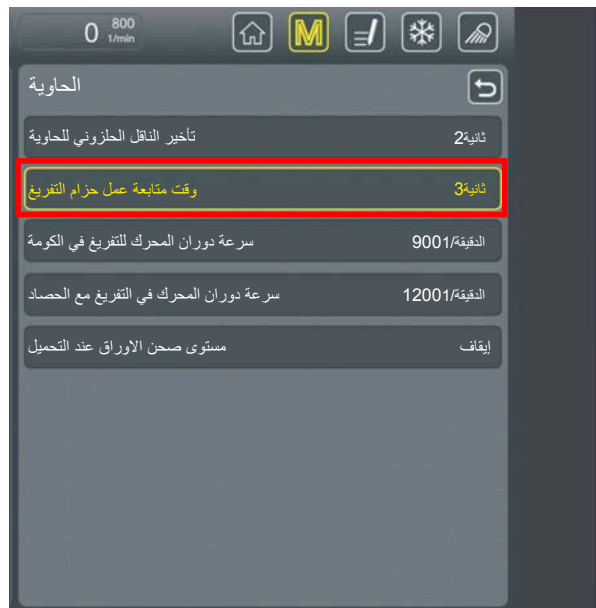 0 800 1/min
M
الحاوية
تأخير الناقل الحلزوني للحاوية ثانية2
وقت متابعة عمل حزام التفريغ ثانية3
سرعة دوران المحرك للتفريغ في الكومة الدقيقة/9001
سرعة دوران المحرك في التفريغ مع الحصاد الدقيقة/12001
مستوى صحن الاوراق عند التحميل إيقاف